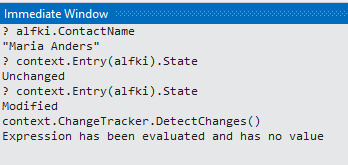 Immediate Window
? alfki.ContactName
"Maria Anders"
? context.Entry(alfki).State
Unchanged
? context.Entry(alfki).State
Modified
context.ChangeTracker.DetectChanges()
Expression has been evaluated and has no value